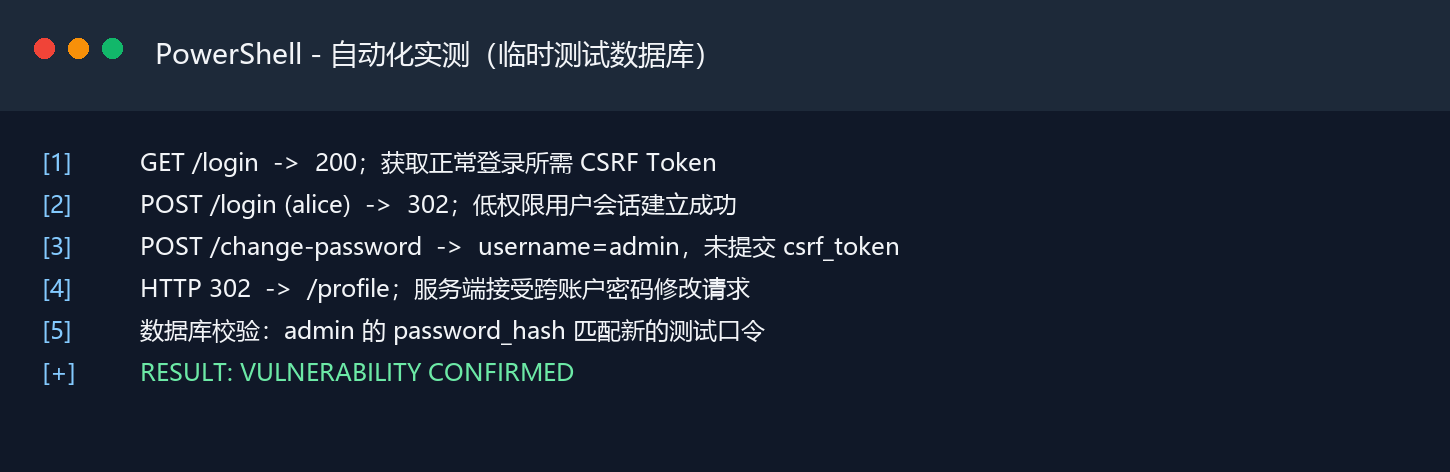 PowerShell - 自动化实测（临时测试数据库）
[1] GET /login -> 200；获取正常登录所需 CSRF Token
[2] POST /login (alice) -> 302；低权限用户会话建立成功
[3] POST /change-password -> username=admin，未提交 csrf_token
[4] HTTP 302 -> /profile；服务端接受跨账户密码修改请求
[5] 数据库校验：admin 的 password_hash 匹配新的测试口令
[+] RESULT: VULNERABILITY CONFIRMED